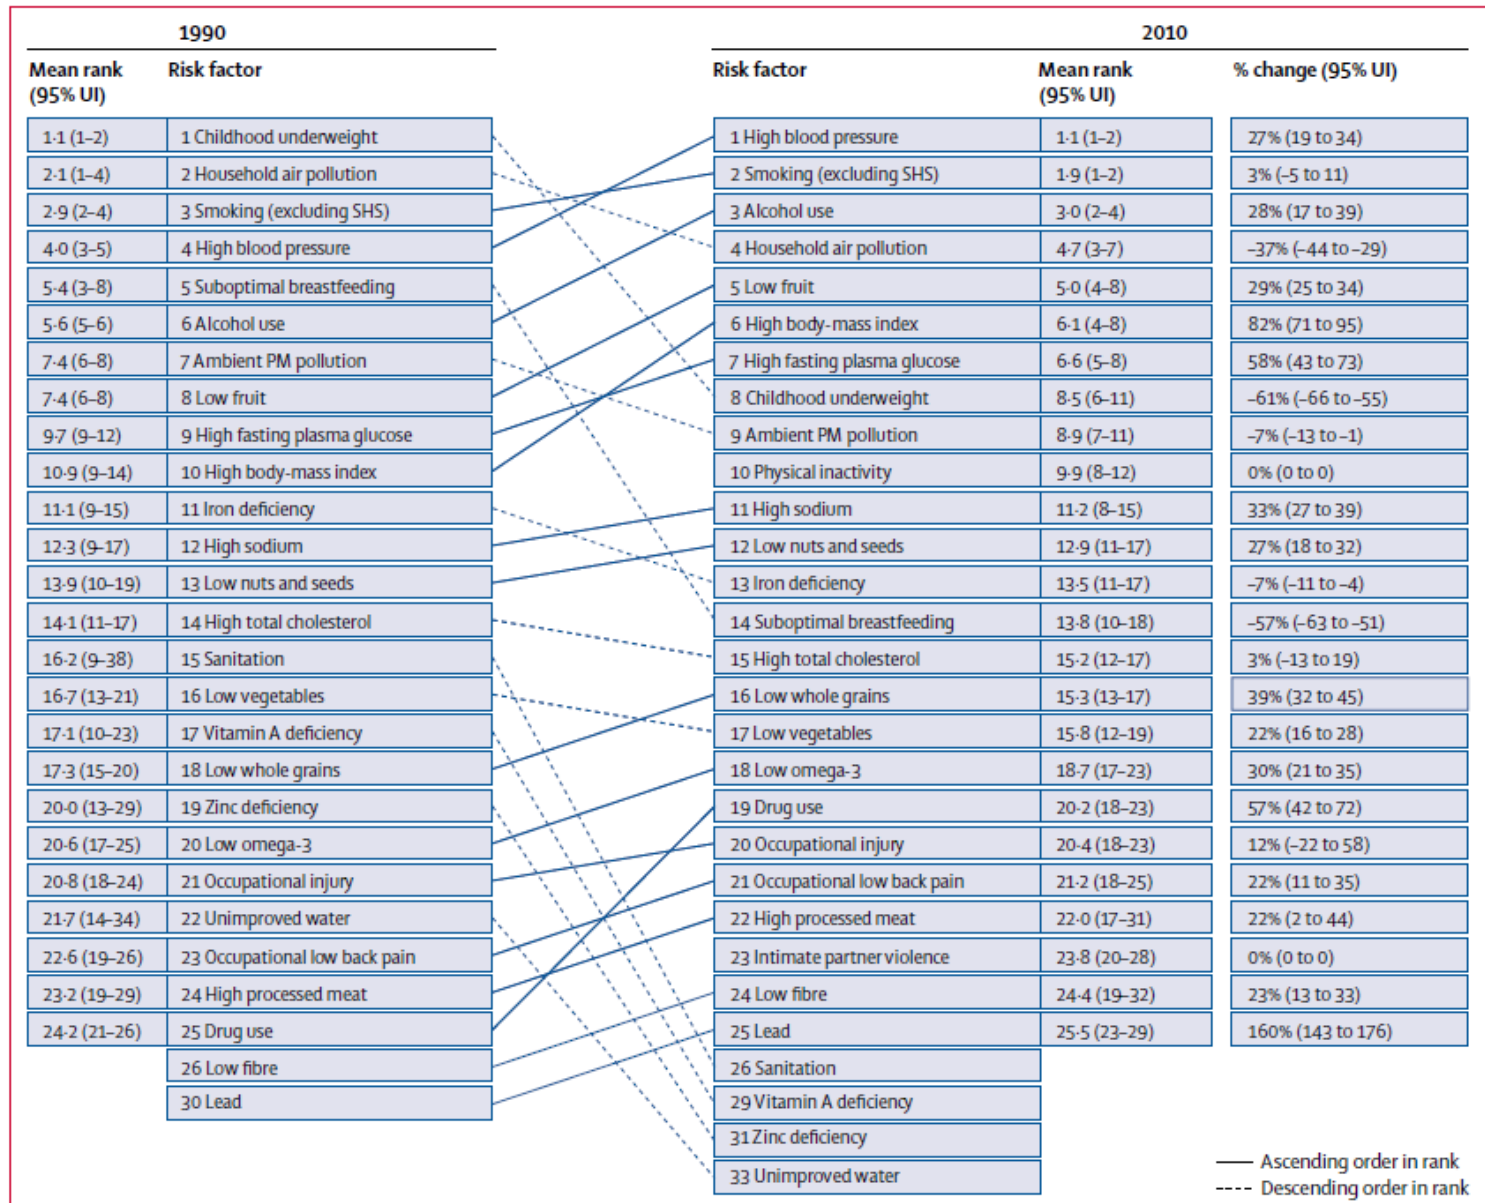 1990
2010
Mean rank (95% UI) Risk factor
Risk factor Mean rank (95% UI) % change (95% UI)
1·1 (1–2) 1 Childhood underweight
2·1 (1–4) 2 Household air pollution
2·9 (2–4) 3 Smoking (excluding SHS)
4·0 (3–5) 4 High blood pressure
5·4 (3–8) 5 Suboptimal breastfeeding
5·6 (5–6) 6 Alcohol use
7·4 (6–8) 7 Ambient PM pollution
7·4 (6–8) 8 Low fruit
9·7 (9–12) 9 High fasting plasma glucose
10·9 (9–14) 10 High body-mass index
11·1 (9–15) 11 Iron deficiency
12·3 (9–17) 12 High sodium
13·9 (10–19) 13 Low nuts and seeds
14·1 (11–17) 14 High total cholesterol
16·2 (9–38) 15 Sanitation
16·7 (13–21) 16 Low vegetables
17·1 (10–23) 17 Vitamin A deficiency
17·3 (15–20) 18 Low whole grains
20·0 (13–29) 19 Zinc deficiency
20·6 (17–25) 20 Low omega-3
20·8 (18–24) 21 Occupational injury
21·7 (14–34) 22 Unimproved water
22·6 (19–26) 23 Occupational low back pain
23·2 (19–29) 24 High processed meat
24·2 (21–26) 25 Drug use
26 Low fibre
30 Lead
1 High blood pressure 1·1 (1–2) 27% (19 to 34)
2 Smoking (excluding SHS) 1·9 (1–2) 3% (–5 to 11)
3 Alcohol use 3·0 (2–4) 28% (17 to 39)
4 Household air pollution 4·7 (3–7) –37% (–44 to –29)
5 Low fruit 5·0 (4–8) 29% (25 to 34)
6 High body-mass index 6·1 (4–8) 82% (71 to 95)
7 High fasting plasma glucose 6·6 (5–8) 58% (43 to 73)
8 Childhood underweight 8·5 (6–11) –61% (–66 to –55)
9 Ambient PM pollution 8·9 (7–11) –7% (–13 to –1)
10 Physical inactivity 9·9 (8–12) 0% (0 to 0)
11 High sodium 11·2 (8–15) 33% (27 to 39)
12 Low nuts and seeds 12·9 (11–17) 27% (18 to 32)
13 Iron deficiency 13·5 (11–17) –7% (–11 to –4)
14 Suboptimal breastfeeding 13·8 (10–18) –57% (–63 to –51)
15 High total cholesterol 15·2 (12–17) 3% (–13 to 19)
16 Low whole grains 15·3 (13–17) 39% (32 to 45)
17 Low vegetables 15·8 (12–19) 22% (16 to 28)
18 Low omega-3 18·7 (17–23) 30% (21 to 35)
19 Drug use 20·2 (18–23) 57% (42 to 72)
20 Occupational injury 20·4 (18–23) 12% (–22 to 58)
21 Occupational low back pain 21·2 (18–25) 22% (11 to 35)
22 High processed meat 22·0 (17–31) 22% (2 to 44)
23 Intimate partner violence 23·8 (20–28) 0% (0 to 0)
24 Low fibre 24·4 (19–32) 23% (13 to 33)
25 Lead 25·5 (23–29) 160% (143 to 176)
26 Sanitation
29 Vitamin A deficiency
31 Zinc deficiency
33 Unimproved water
Ascending order in rank
Descending order in rank